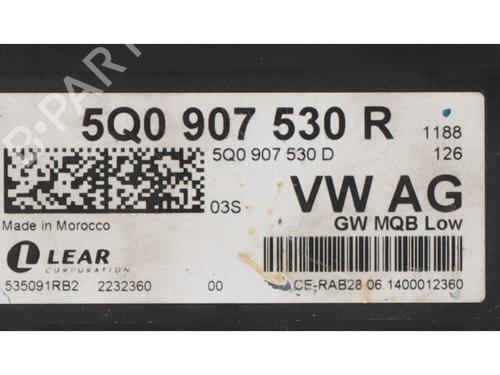 5Q0 907 530 R 1188
5Q0 907 530 D 126
03S VW AG
Made in Morocco GW MQB Low
LEAR
CORPORATION
535091RB2 2232360 00 CE-RAB28 06.1400012360
B-PARTS